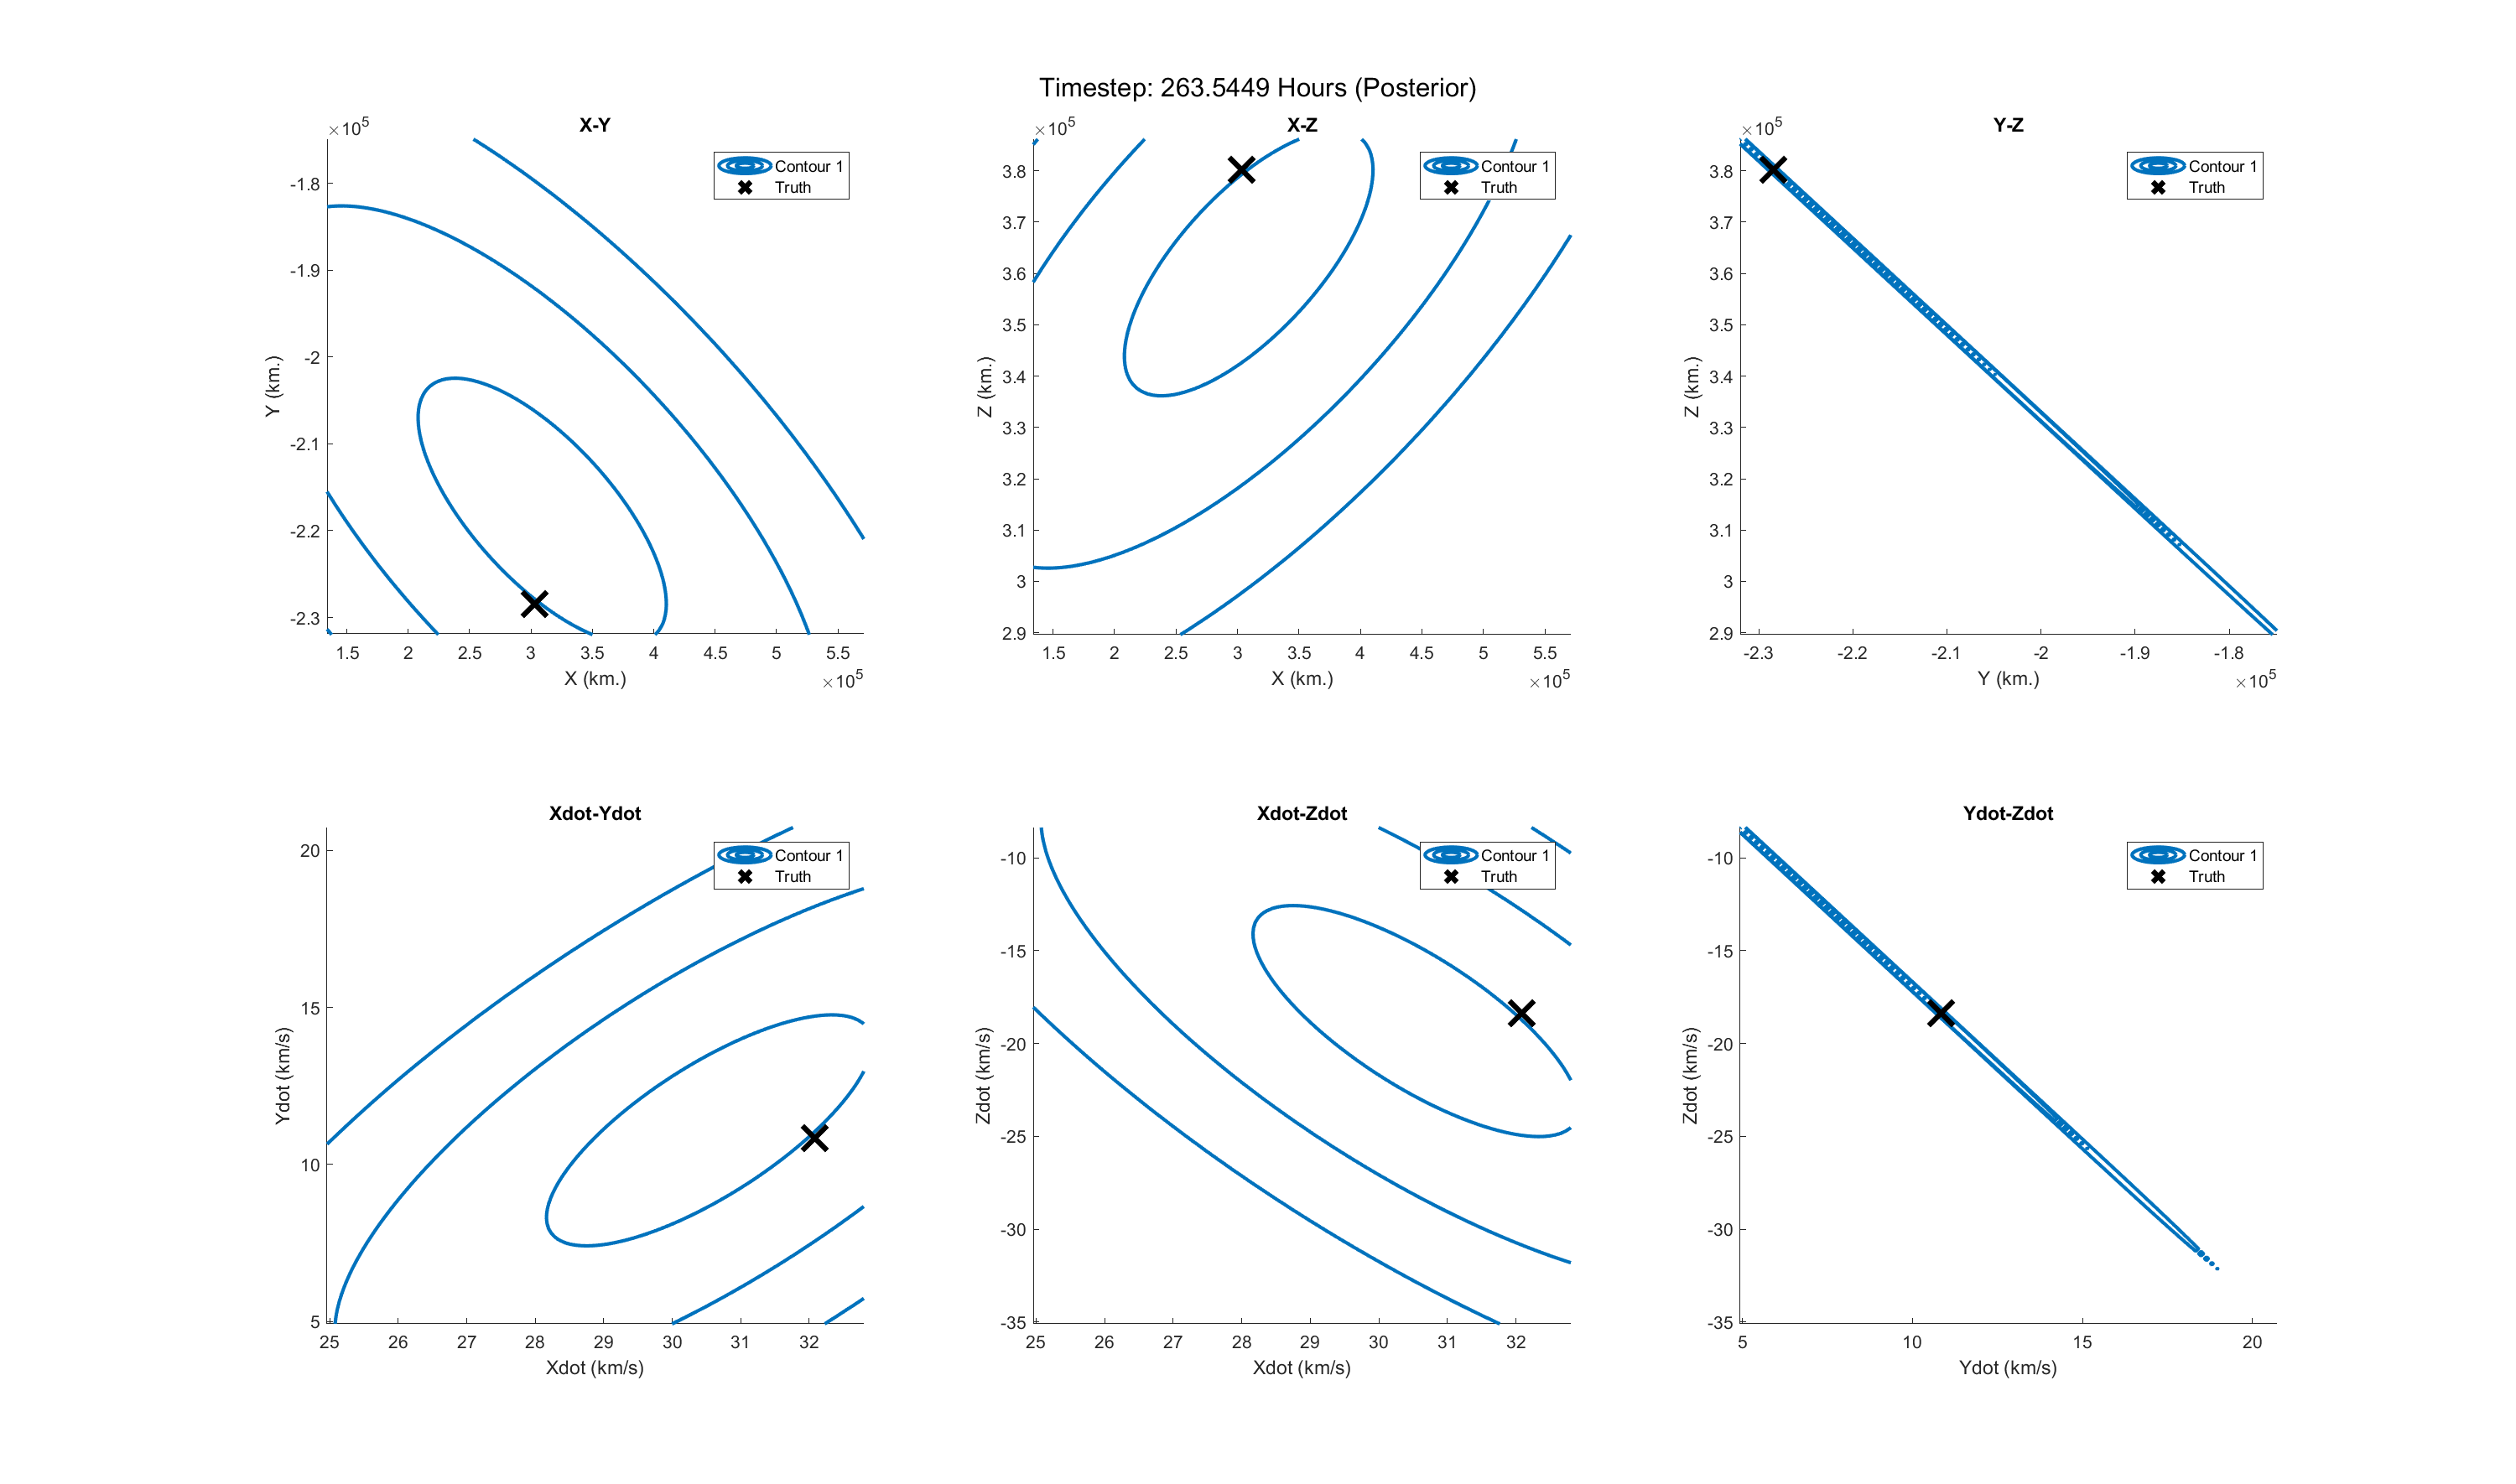 Timestep: 263.5449 Hours (Posterior)
X-Y
×10^5
-1.8
-1.9
-2
-2.1
-2.2
-2.3
Y (km.)
1.5 2 2.5 3 3.5 4 4.5 5 5.5
X (km.)
×10^5
Contour 1
Truth
X-Z
×10^5
3.8
3.7
3.6
3.5
3.4
3.3
3.2
3.1
3
2.9
Z (km.)
1.5 2 2.5 3 3.5 4 4.5 5 5.5
X (km.)
×10^5
Contour 1
Truth
Y-Z
×10^5
3.8
3.7
3.6
3.5
3.4
3.3
3.2
3.1
3
2.9
Z (km.)
-2.3 -2.2 -2.1 -2 -1.9 -1.8
Y (km.)
×10^5
Contour 1
Truth
Xdot-Ydot
20
15
10
5
Ydot (km/s)
25 26 27 28 29 30 31 32
Xdot (km/s)
Contour 1
Truth
Xdot-Zdot
-10
-15
-20
-25
-30
-35
Zdot (km/s)
25 26 27 28 29 30 31 32
Xdot (km/s)
Contour 1
Truth
Ydot-Zdot
-10
-15
-20
-25
-30
-35
Zdot (km/s)
5 10 15 20
Ydot (km/s)
Contour 1
Truth